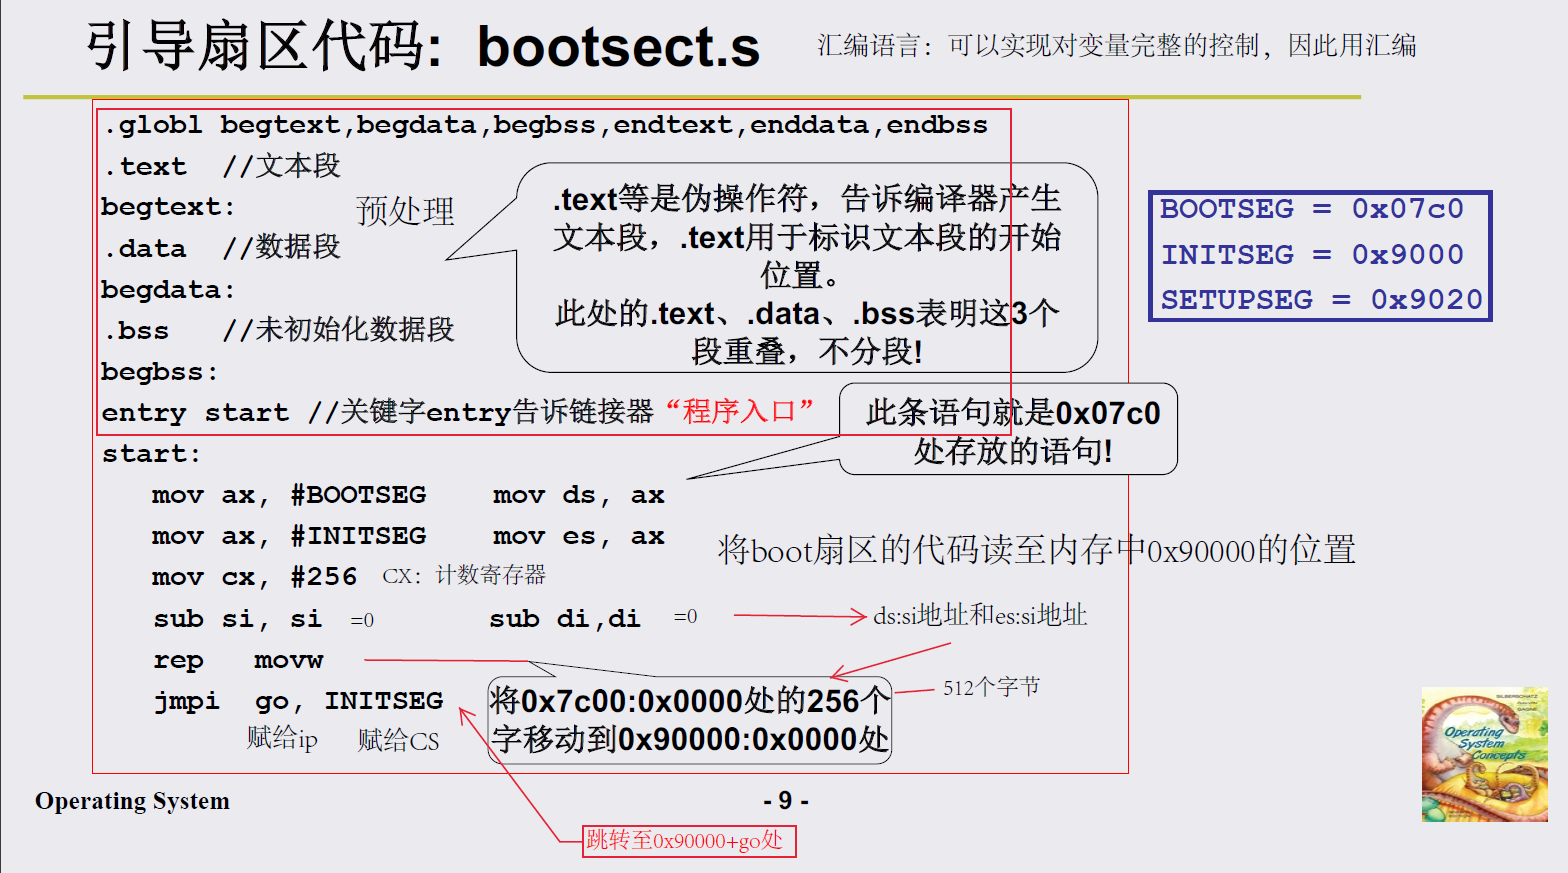 引导扇区代码: bootsect.s
汇编语言：可以实现对变量完整的控制，因此用汇编
.globl begtext,begdata,begbss,endtext,enddata,endbss
.text //文本段
begtext:
预处理
.data //数据段
begdata:
.bss //未初始化数据段
begbss:
entry start //关键字entry告诉链接器“程序入口”
.text等是伪操作符，告诉编译器产生
文本段，.text用于标识文本段的开始
位置。
此处的.text、.data、.bss表明这3个
段重叠，不分段!
BOOTSEG = 0x07c0
INITSEG = 0x9000
SETUPSEG = 0x9020
此条语句就是0x07c0
处存放的语句!
start:
mov ax, #BOOTSEG mov ds, ax
mov ax, #INITSEG mov es, ax
将boot扇区的代码读至内存中0x90000的位置
mov cx, #256 CX：计数寄存器
sub si, si =0 sub di,di =0 ds:si地址和es:si地址
rep movw
jmpi go, INITSEG
赋给ip 赋给CS
将0x7c00:0x0000处的256个
字移动到0x90000:0x0000处
512个字节
Operating System
- 9 -
跳转至0x90000+go处
SILBERSCHATZ
GAGNE
Operating
System
Concepts